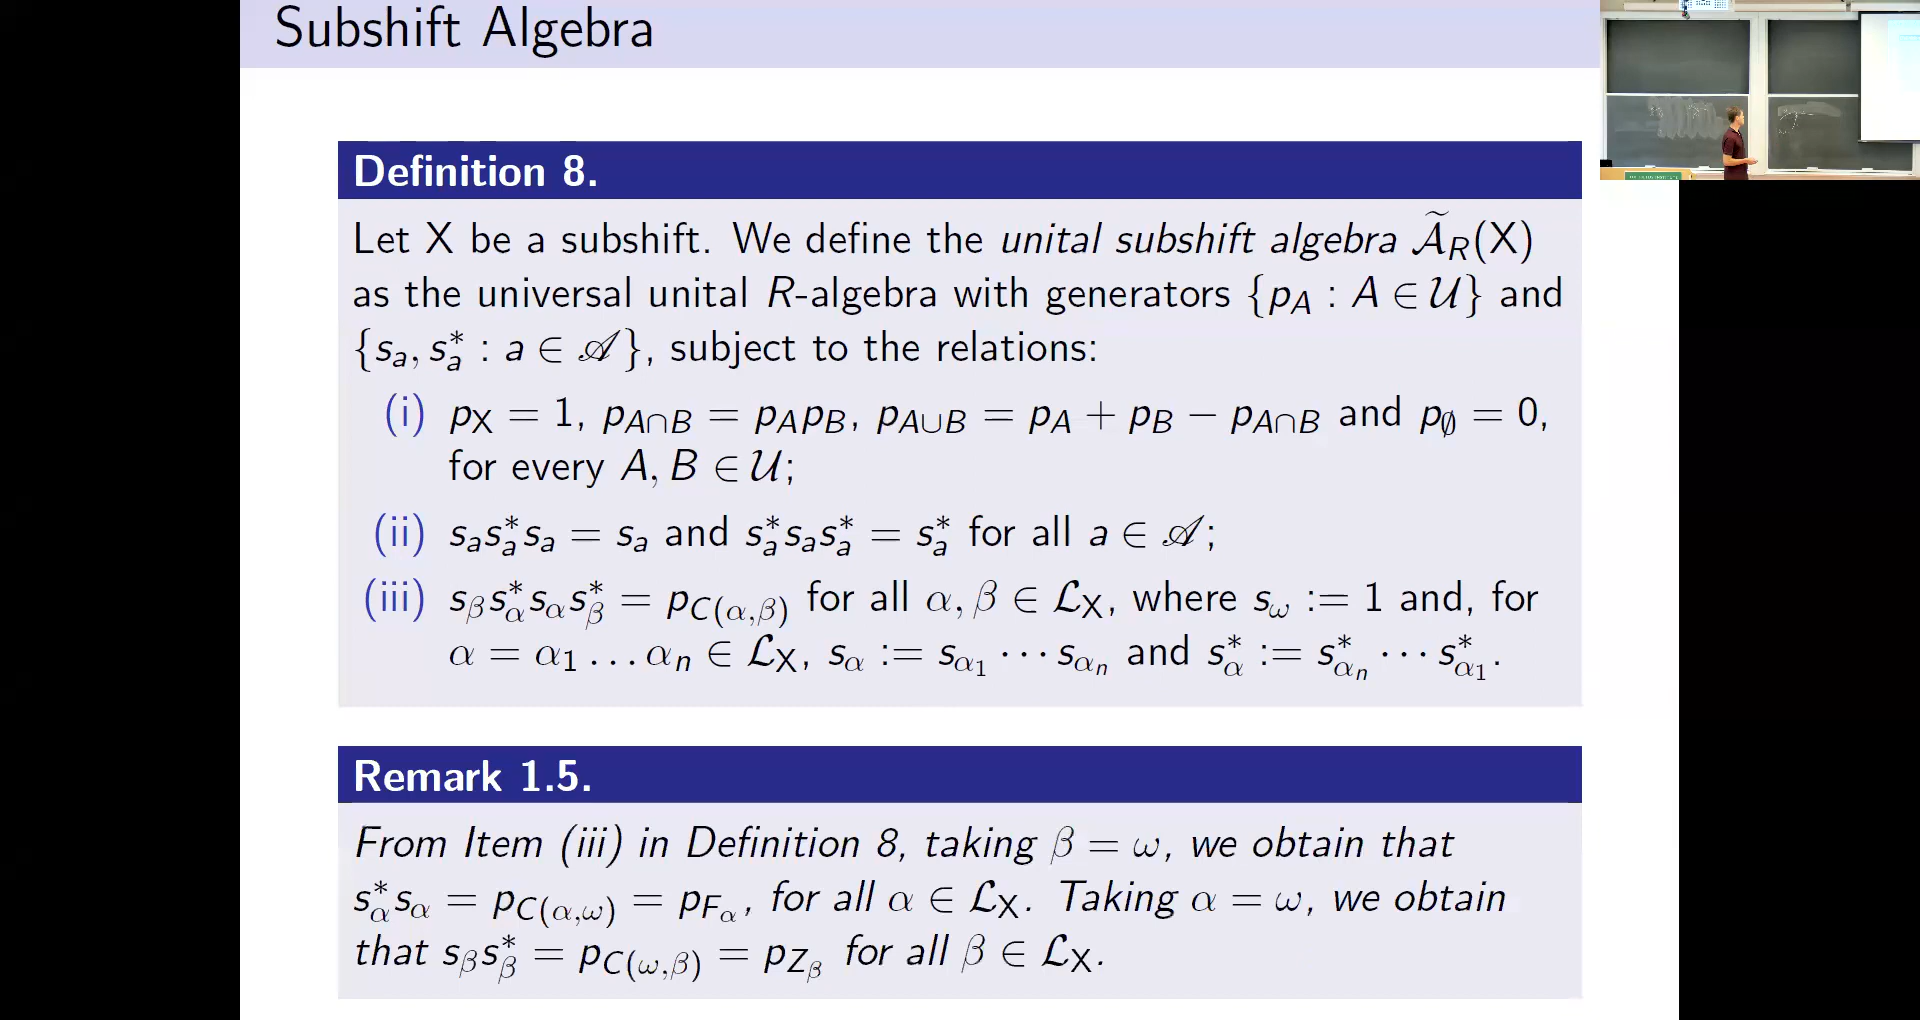 Subshift Algebra
Definition 8.
Let X be a subshift. We define the unital subshift algebra 𝒜̃_R(X)
as the universal unital R-algebra with generators {p_A : A ∈ 𝒰} and
{s_a, s_a^* : a ∈ 𝒜}, subject to the relations:
(i) p_X = 1, p_{A∩B} = p_A p_B, p_{A∪B} = p_A + p_B − p_{A∩B} and p_∅ = 0,
for every A, B ∈ 𝒰;
(ii) s_a s_a^* s_a = s_a and s_a^* s_a s_a^* = s_a^* for all a ∈ 𝒜;
(iii) s_β s_α^* s_α s_β^* = p_{C(α,β)} for all α, β ∈ ℒ_X, where s_ω := 1 and, for
α = α_1 … α_n ∈ ℒ_X, s_α := s_{α_1} ⋯ s_{α_n} and s_α^* := s_{α_n}^* ⋯ s_{α_1}^*.
Remark 1.5.
From Item (iii) in Definition 8, taking β = ω, we obtain that
s_α^* s_α = p_{C(α,ω)} = p_{F_α}, for all α ∈ ℒ_X. Taking α = ω, we obtain
that s_β s_β^* = p_{C(ω,β)} = p_{Z_β} for all β ∈ ℒ_X.